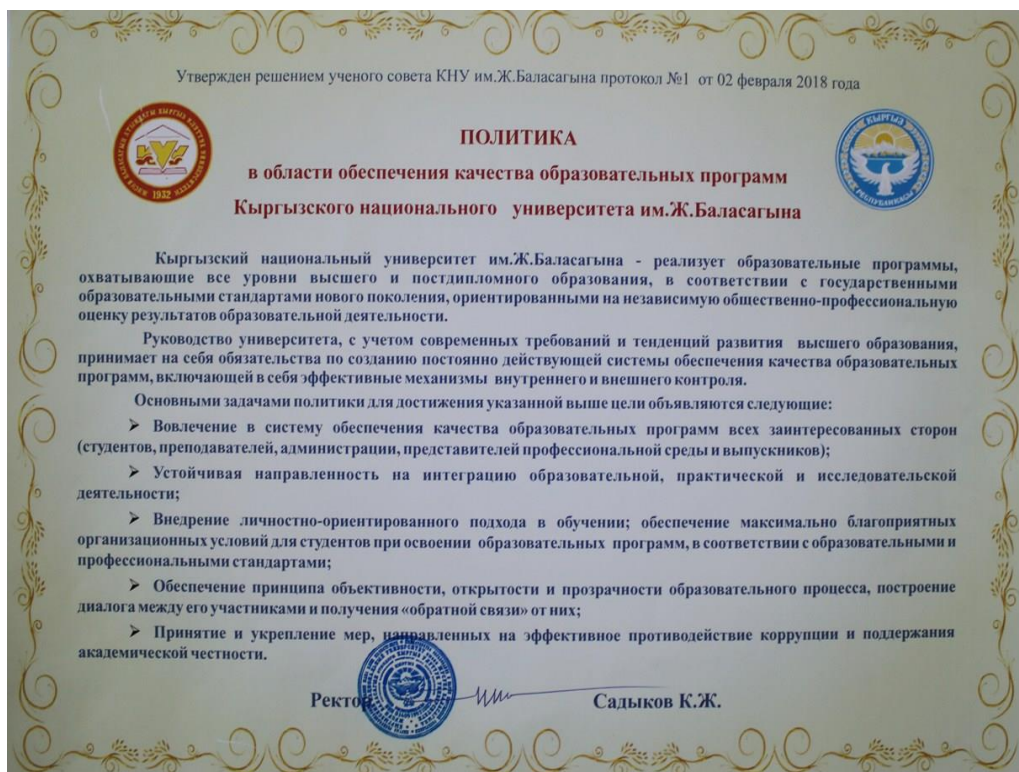 Утвержден решением ученого совета КНУ им.Ж.Баласагына протокол №1 от 02 февраля 2018 года
ПОЛИТИКА
в области обеспечения качества образовательных программ
Кыргызского национального университета им.Ж.Баласагына
1932
КЫРГЫЗ
РЕСПУБЛИКАСЫ
Кыргызский национальный университет им.Ж.Баласагына - реализует образовательные программы,
охватывающие все уровни высшего и постдипломного образования, в соответствии с государственными
образовательными стандартами нового поколения, ориентированными на независимую общественно-профессиональную
оценку результатов образовательной деятельности.
Руководство университета, с учетом современных требований и тенденций развития высшего образования,
принимает на себя обязательства по созданию постоянно действующей системы обеспечения качества образовательных
программ, включающей в себя эффективные механизмы внутреннего и внешнего контроля.
Основными задачами политики для достижения указанной выше цели объявляются следующие:
➤ Вовлечение в систему обеспечения качества образовательных программ всех заинтересованных сторон
(студентов, преподавателей, администрации, представителей профессиональной среды и выпускников);
➤ Устойчивая направленность на интеграцию образовательной, практической и исследовательской
деятельности;
➤ Внедрение личностно-ориентированного подхода в обучении; обеспечение максимально благоприятных
организационных условий для студентов при освоении образовательных программ, в соответствии с образовательными и
профессиональными стандартами;
➤ Обеспечение принципа объективности, открытости и прозрачности образовательного процесса, построение
диалога между его участниками и получения «обратной связи» от них;
➤ Принятие и укрепление мер, направленных на эффективное противодействие коррупции и поддержания
академической честности.
Ректор Садыков К.Ж.